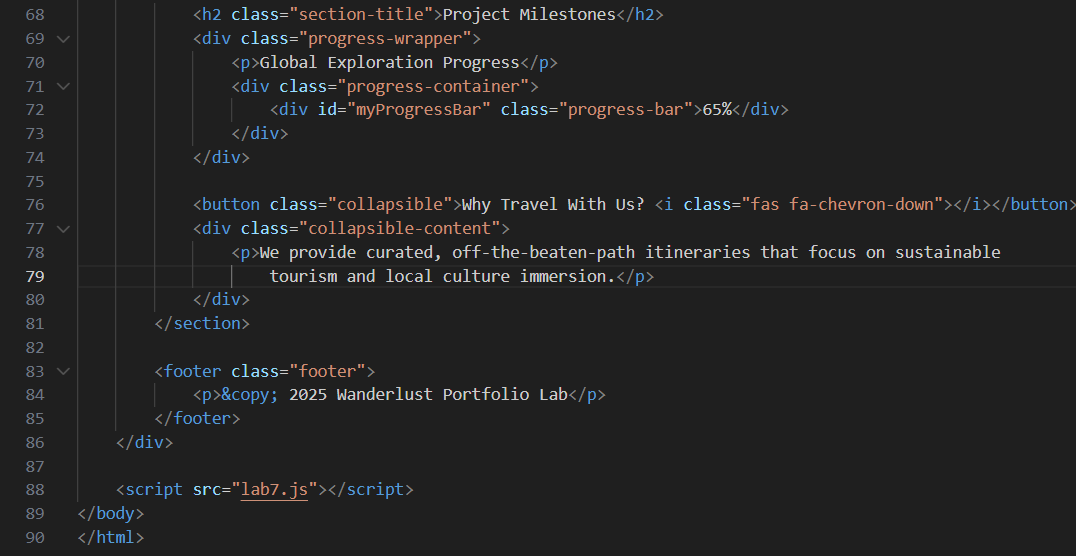 68 <h2 class="section-title">Project Milestones</h2>
69 <div class="progress-wrapper">
70 <p>Global Exploration Progress</p>
71 <div class="progress-container">
72 <div id="myProgressBar" class="progress-bar">65%</div>
73 </div>
74 </div>
75
76 <button class="collapsible">Why Travel With Us? <i class="fas fa-chevron-down"></i></button>
77 <div class="collapsible-content">
78 <p>We provide curated, off-the-beaten-path itineraries that focus on sustainable
79 tourism and local culture immersion.</p>
80 </div>
81 </section>
82
83 <footer class="footer">
84 <p>&copy; 2025 Wanderlust Portfolio Lab</p>
85 </footer>
86 </div>
87
88 <script src="lab7.js"></script>
89 </body>
90 </html>